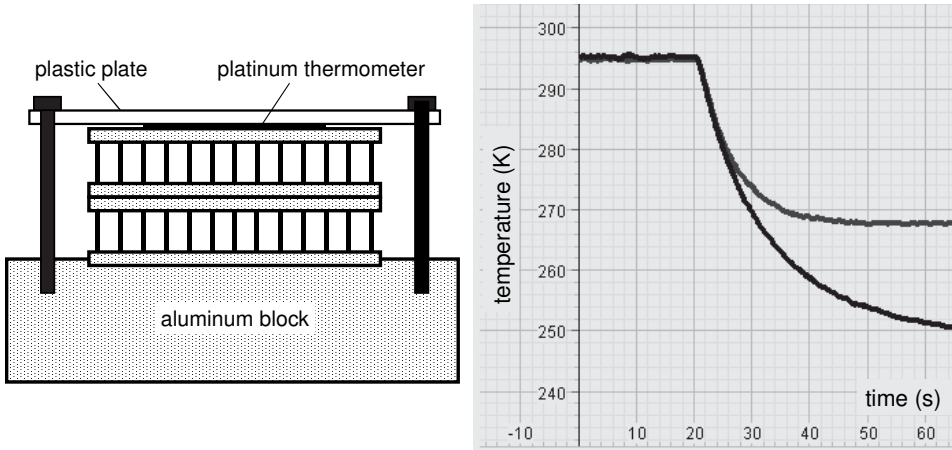 plastic plate
platinum thermometer
aluminum block
temperature (K)
300
290
280
270
260
250
240
time (s)
-10
10
20
30
40
50
60